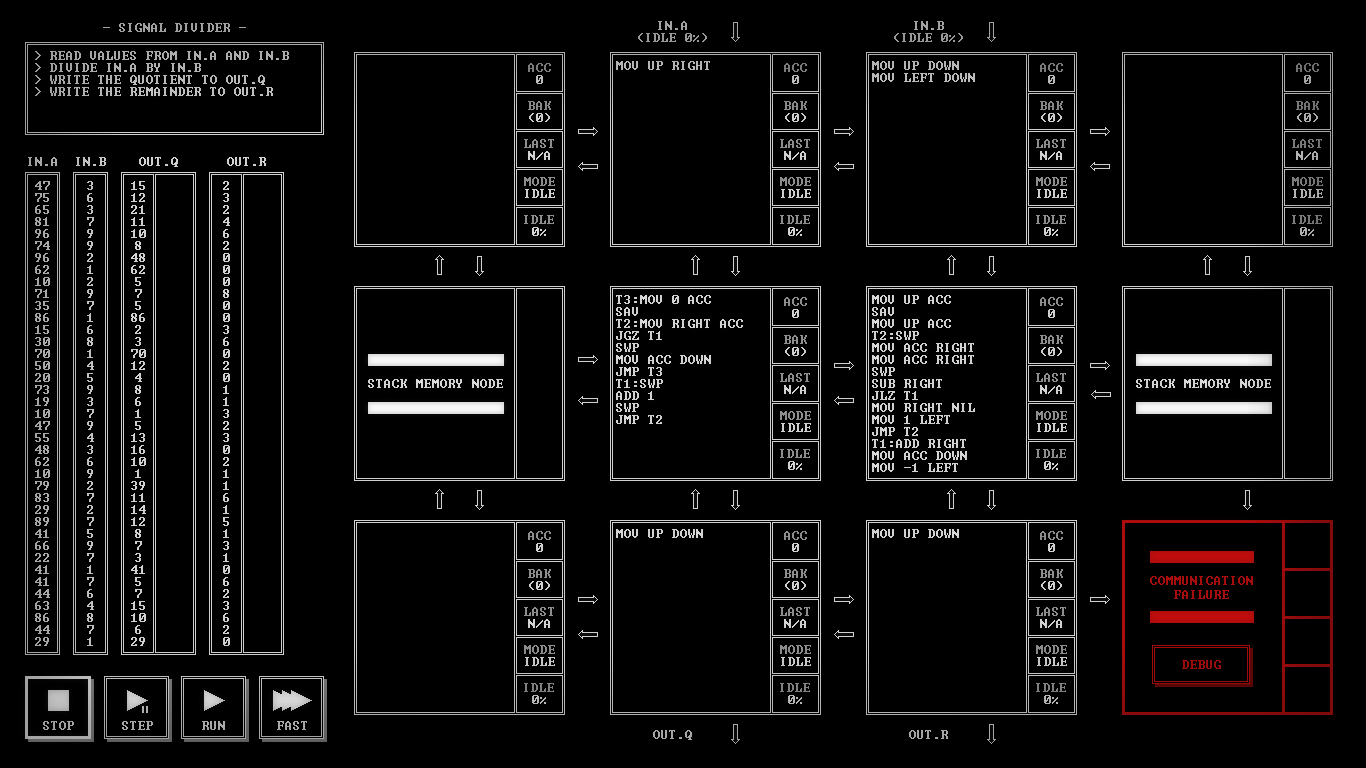 - SIGNAL DIVIDER -
> READ VALUES FROM IN.A AND IN.B
> DIVIDE IN.A BY IN.B
> WRITE THE QUOTIENT TO OUT.Q
> WRITE THE REMAINDER TO OUT.R
IN.A IN.B OUT.Q OUT.R
47 3 15 2
75 6 12 3
65 3 21 2
81 7 11 4
96 9 10 6
74 9 8 2
96 2 48 0
62 1 62 0
10 2 5 0
71 9 7 8
35 7 5 0
86 1 86 0
15 6 2 3
30 8 3 6
70 1 70 0
50 4 12 2
20 5 4 0
73 9 8 1
19 3 6 1
10 7 1 3
47 9 5 2
55 4 13 3
48 3 16 0
62 6 10 2
10 9 1 1
79 2 39 1
83 7 11 6
29 2 14 1
89 7 12 5
41 5 8 1
66 9 7 3
22 7 3 1
41 1 41 0
41 7 5 6
44 6 7 2
63 4 15 3
86 8 10 6
44 7 6 2
29 1 29 0
STOP
STEP
RUN
FAST
IN.A
(IDLE 0%)
IN.B
(IDLE 0%)
ACC
0
BAK
(0)
LAST
N/A
MODE
IDLE
IDLE
0%
MOV UP RIGHT
ACC
0
BAK
(0)
LAST
N/A
MODE
IDLE
IDLE
0%
MOV UP DOWN
MOV LEFT DOWN
ACC
0
BAK
(0)
LAST
N/A
MODE
IDLE
IDLE
0%
ACC
0
BAK
(0)
LAST
N/A
MODE
IDLE
IDLE
0%
STACK MEMORY NODE
T3:MOV 0 ACC
SAV
T2:MOV RIGHT ACC
JGZ T1
SWP
MOV ACC DOWN
JMP T3
T1:SWP
ADD 1
SWP
JMP T2
ACC
0
BAK
(0)
LAST
N/A
MODE
IDLE
IDLE
0%
MOV UP ACC
SAV
MOV UP ACC
T2:SWP
MOV ACC RIGHT
MOV ACC RIGHT
SWP
SUB RIGHT
JLZ T1
MOV RIGHT NIL
MOV 1 LEFT
JMP T2
T1:ADD RIGHT
MOV ACC DOWN
MOV -1 LEFT
ACC
0
BAK
(0)
LAST
N/A
MODE
IDLE
IDLE
0%
STACK MEMORY NODE
ACC
0
BAK
(0)
LAST
N/A
MODE
IDLE
IDLE
0%
MOV UP DOWN
ACC
0
BAK
(0)
LAST
N/A
MODE
IDLE
IDLE
0%
MOV UP DOWN
ACC
0
BAK
(0)
LAST
N/A
MODE
IDLE
IDLE
0%
COMMUNICATION
FAILURE
DEBUG
OUT.Q
OUT.R